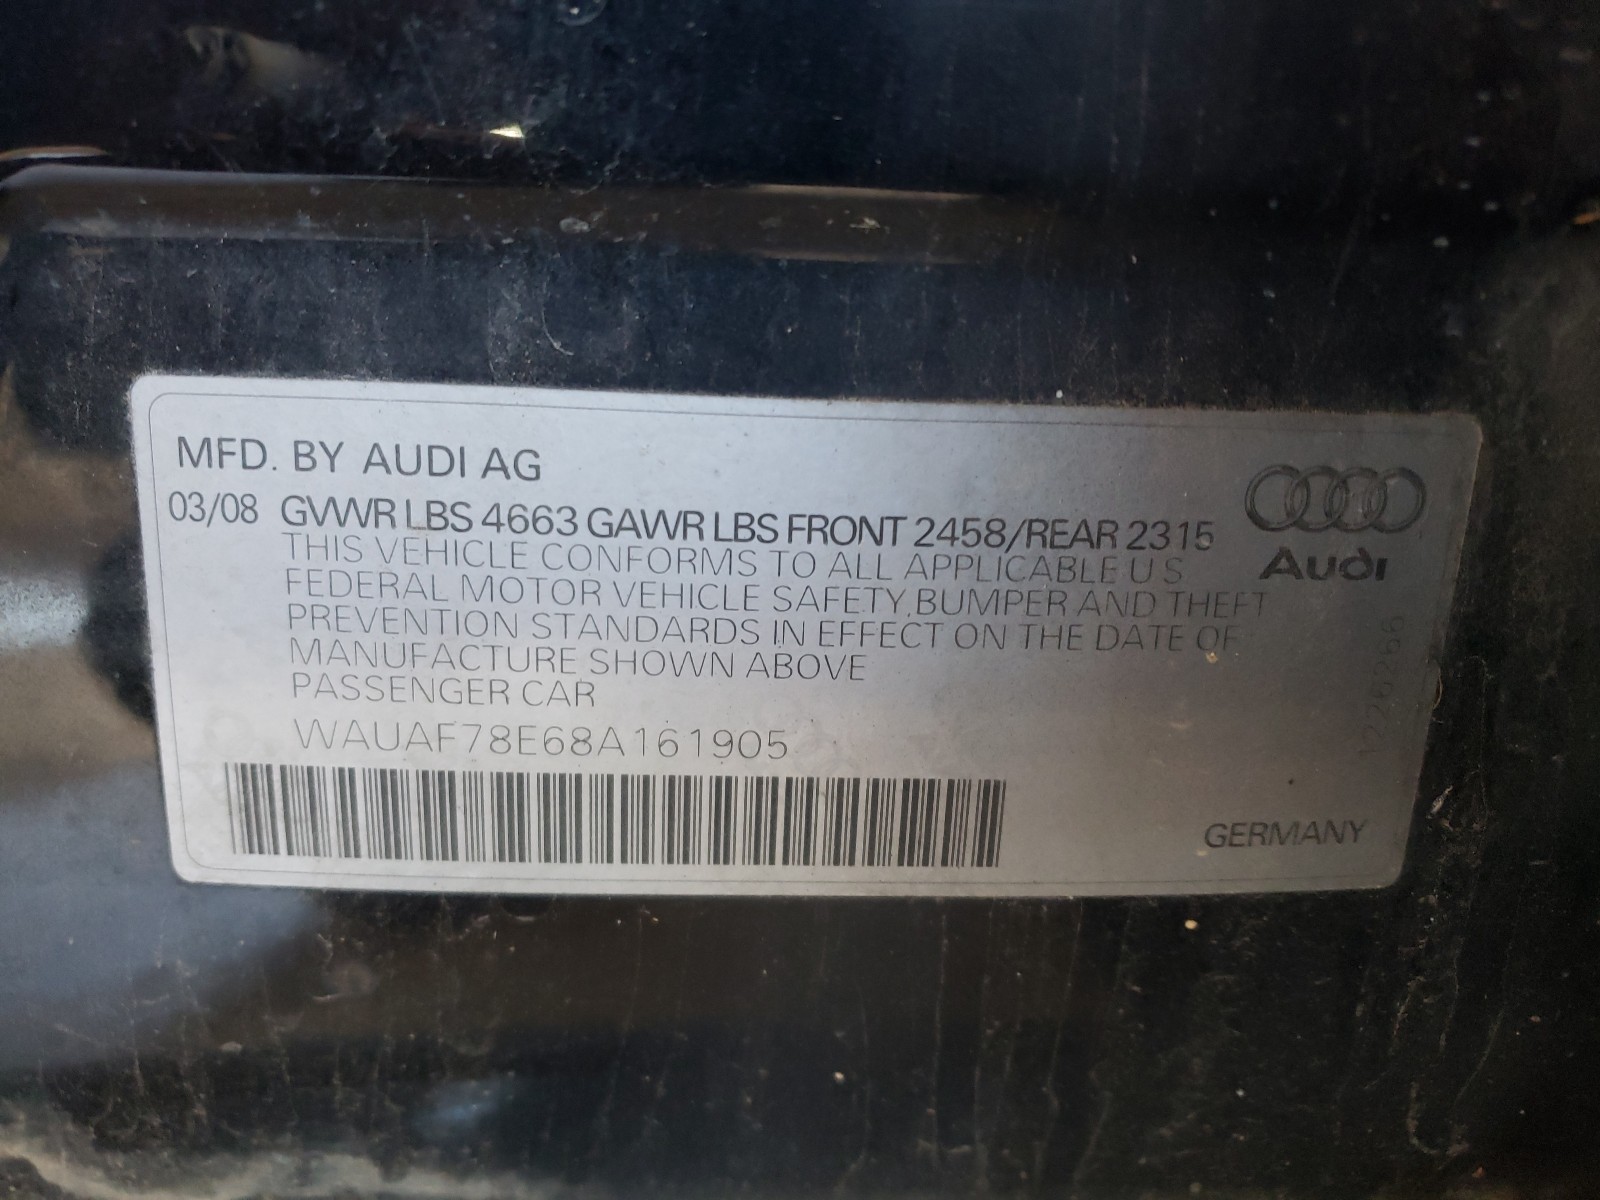 MFD. BY AUDI AG
03/08 GVWR LBS 4663 GAWR LBS FRONT 2458/REAR 2315
THIS VEHICLE CONFORMS TO ALL APPLICABLE U S
FEDERAL MOTOR VEHICLE SAFETY, BUMPER AND THEFT
PREVENTION STANDARDS IN EFFECT ON THE DATE OF
MANUFACTURE SHOWN ABOVE
PASSENGER CAR
WAUAF78E68A161905
Audi
GERMANY